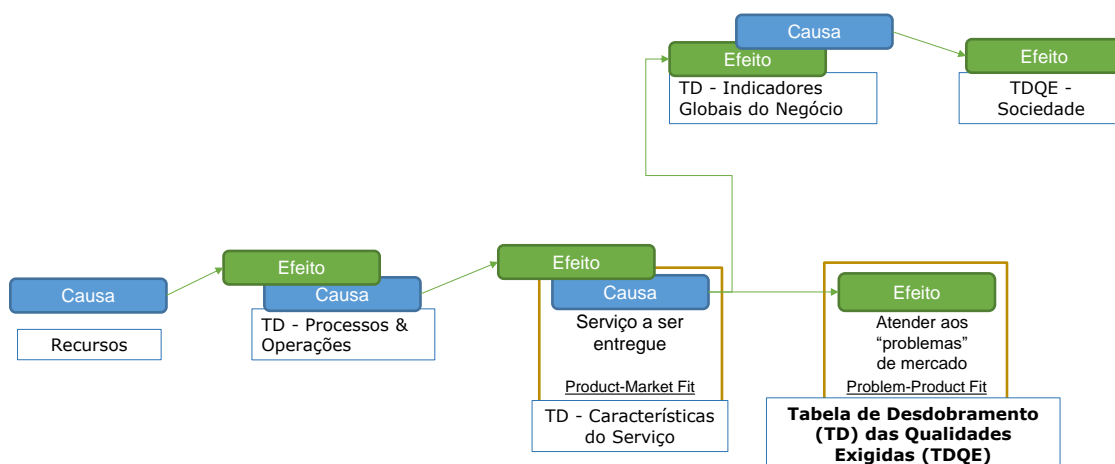 Causa
Efeito
TD - Indicadores
Globais do Negócio
Efeito
TDQE -
Sociedade
Causa
Recursos
Efeito
Causa
TD - Processos &
Operações
Efeito
Causa
Serviço a ser
entregue
Product-Market Fit
TD - Características
do Serviço
Efeito
Atender aos
“problemas”
de mercado
Problem-Product Fit
Tabela de Desdobramento
(TD) das Qualidades
Exigidas (TDQE)